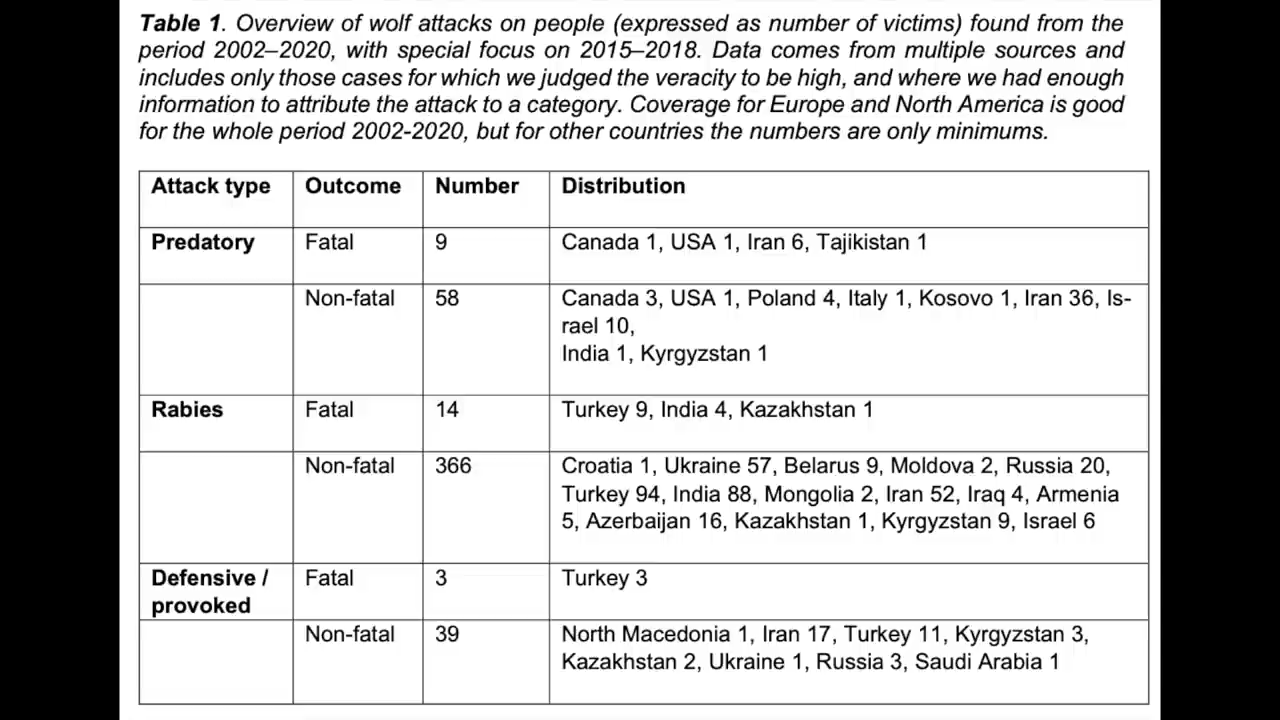 Table 1. Overview of wolf attacks on people (expressed as number of victims) found from the
period 2002–2020, with special focus on 2015–2018. Data comes from multiple sources and
includes only those cases for which we judged the veracity to be high, and where we had enough
information to attribute the attack to a category. Coverage for Europe and North America is good
for the whole period 2002-2020, but for other countries the numbers are only minimums.
Attack type Outcome Number Distribution
Predatory Fatal 9 Canada 1, USA 1, Iran 6, Tajikistan 1
Non-fatal 58 Canada 3, USA 1, Poland 4, Italy 1, Kosovo 1, Iran 36, Is-
rael 10,
India 1, Kyrgyzstan 1
Rabies Fatal 14 Turkey 9, India 4, Kazakhstan 1
Non-fatal 366 Croatia 1, Ukraine 57, Belarus 9, Moldova 2, Russia 20,
Turkey 94, India 88, Mongolia 2, Iran 52, Iraq 4, Armenia
5, Azerbaijan 16, Kazakhstan 1, Kyrgyzstan 9, Israel 6
Defensive / Fatal 3 Turkey 3
provoked
Non-fatal 39 North Macedonia 1, Iran 17, Turkey 11, Kyrgyzstan 3,
Kazakhstan 2, Ukraine 1, Russia 3, Saudi Arabia 1